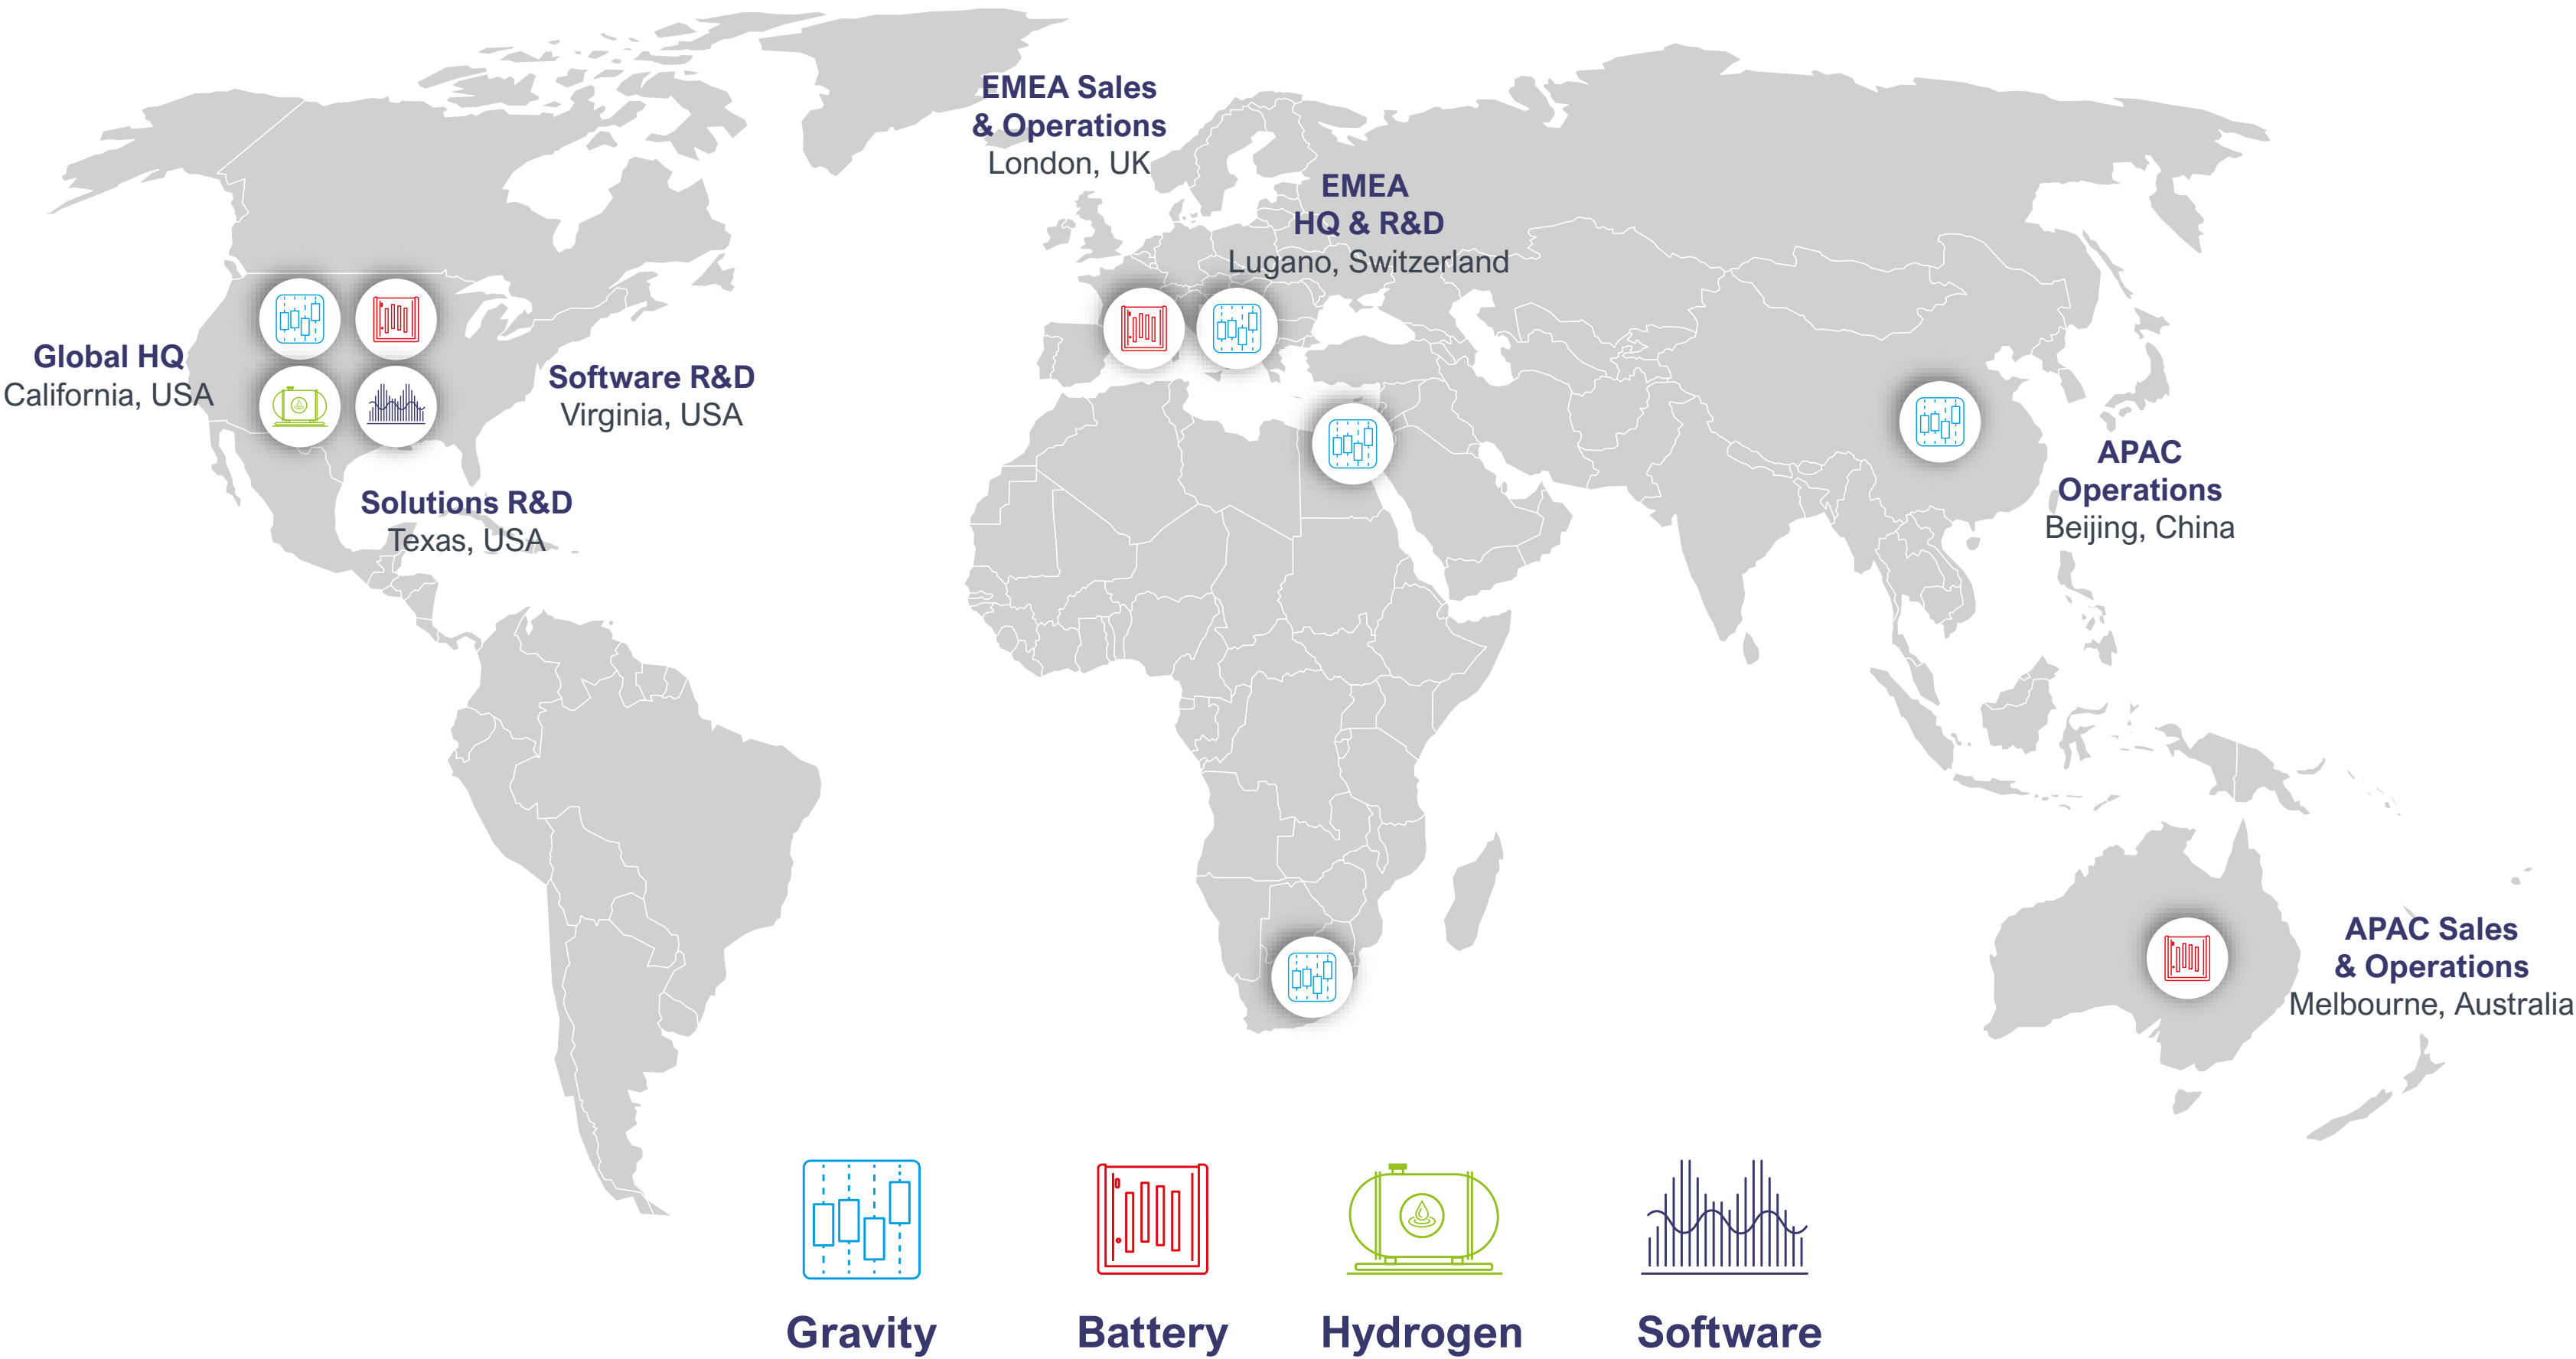 EMEA Sales
& Operations
London, UK
EMEA
HQ & R&D
Lugano, Switzerland
Global HQ
California, USA
Software R&D
Virginia, USA
Solutions R&D
Texas, USA
APAC
Operations
Beijing, China
APAC Sales
& Operations
Melbourne, Australia
Gravity
Battery
Hydrogen
Software